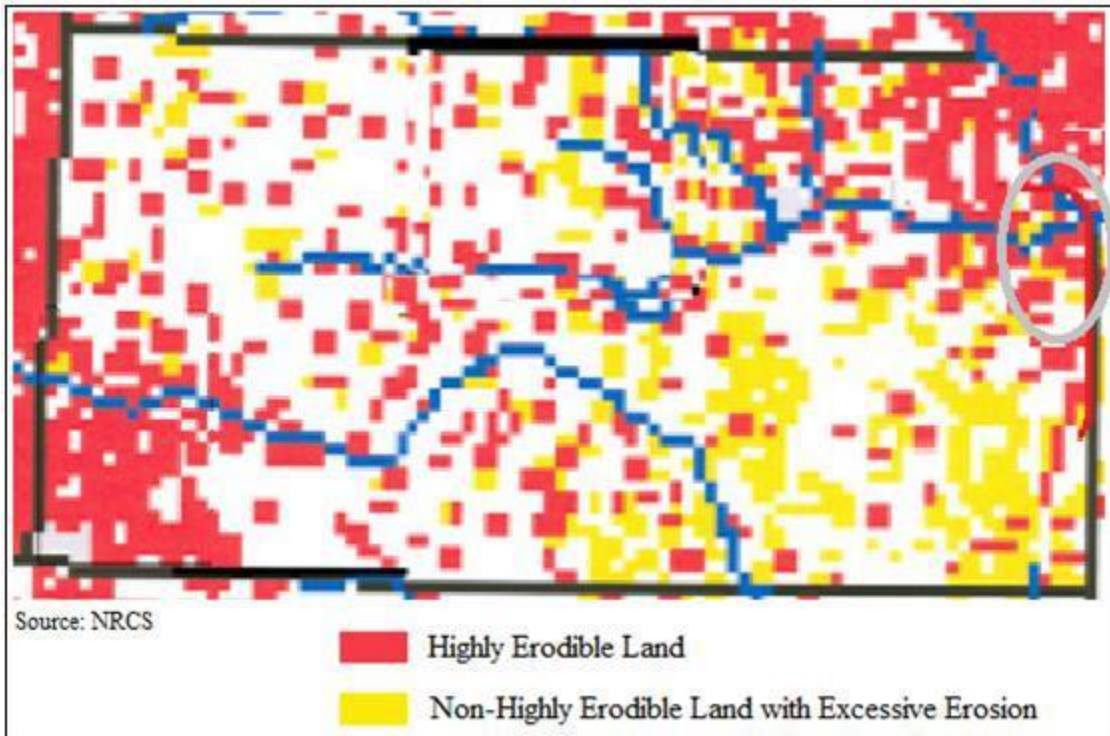 Source: NRCS
Highly Erodible Land
Non-Highly Erodible Land with Excessive Erosion